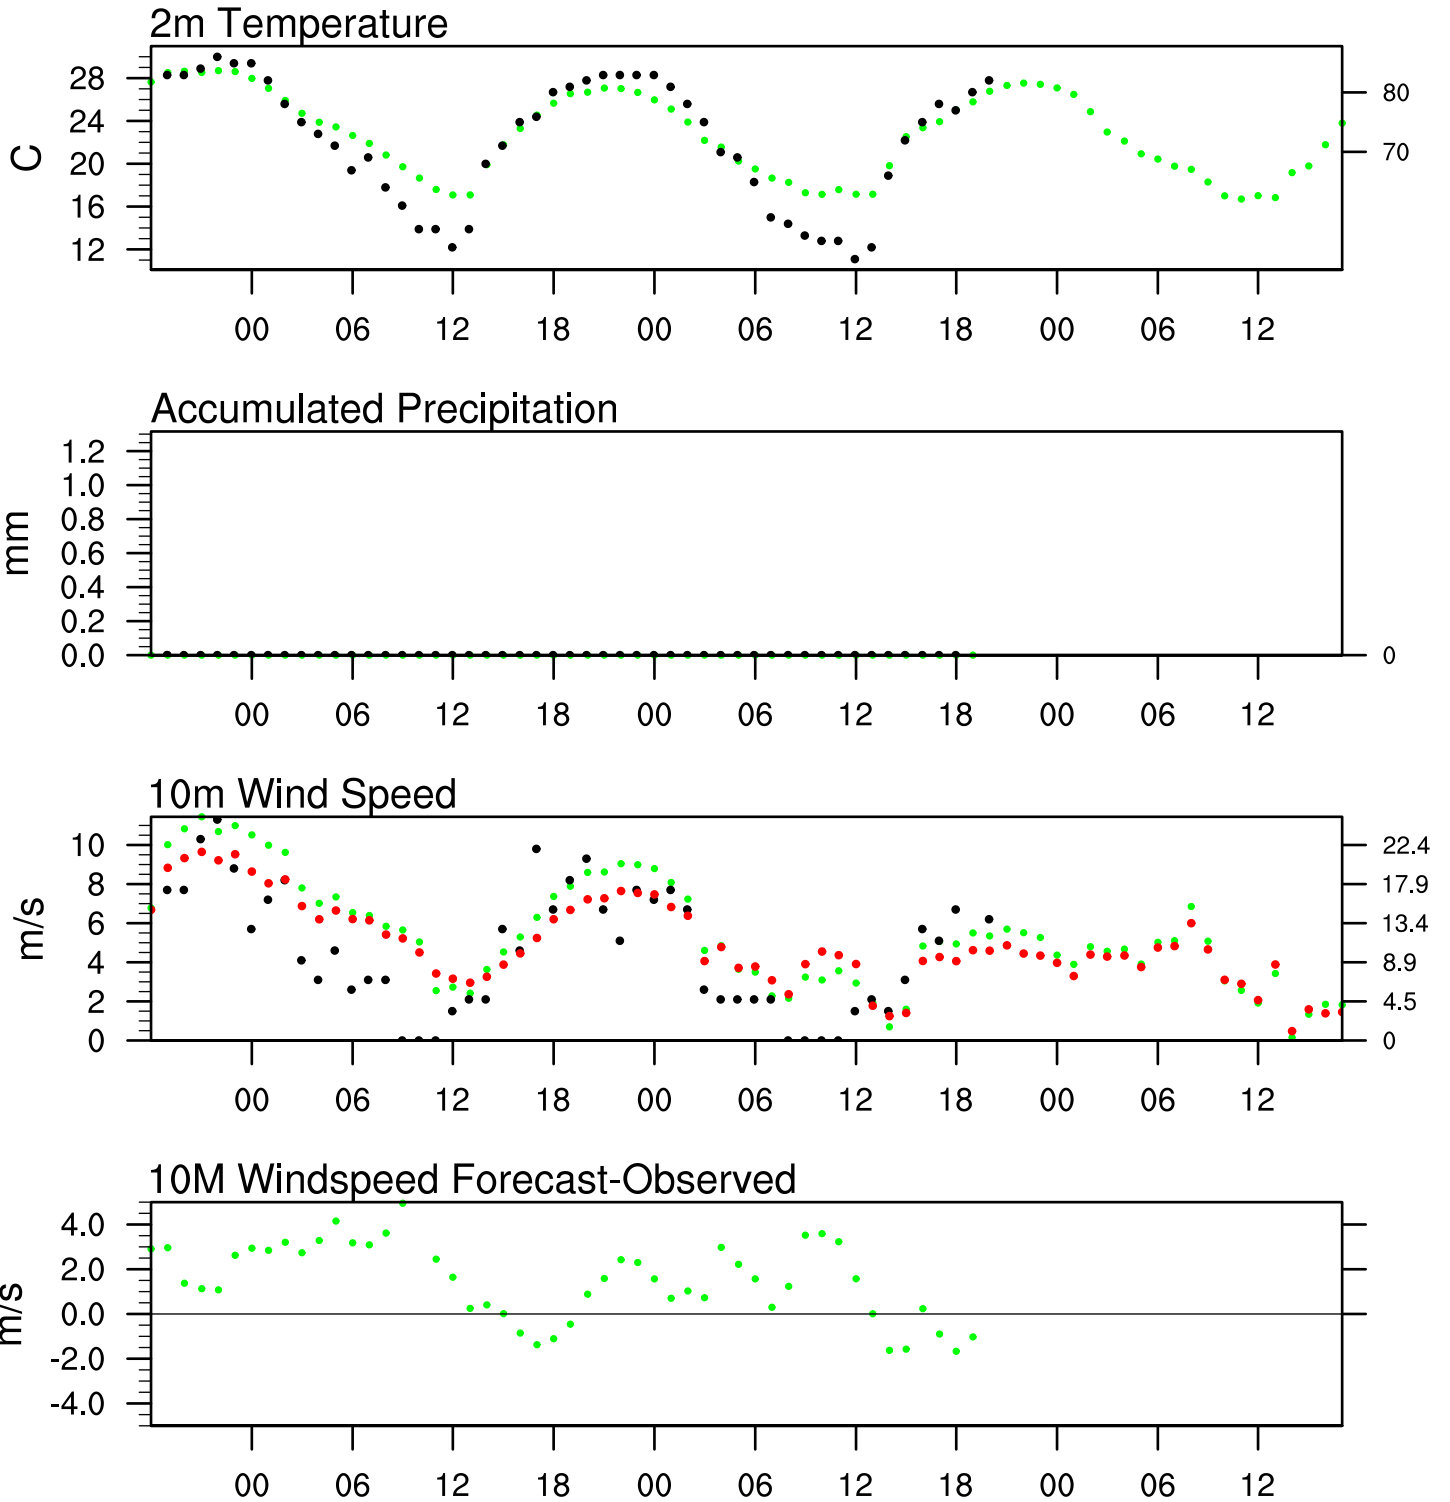 2m Temperature
28
24
20
16
12
C
80
70
00 06 12 18 00 06 12 18 00 06 12
Accumulated Precipitation
1.2
1.0
0.8
0.6
0.4
0.2
0.0
mm
0
00 06 12 18 00 06 12 18 00 06 12
10m Wind Speed
10
8
6
4
2
0
m/s
22.4
17.9
13.4
8.9
4.5
0
00 06 12 18 00 06 12 18 00 06 12
10M Windspeed Forecast-Observed
4.0
2.0
0.0
-2.0
-4.0
m/s
00 06 12 18 00 06 12 18 00 06 12